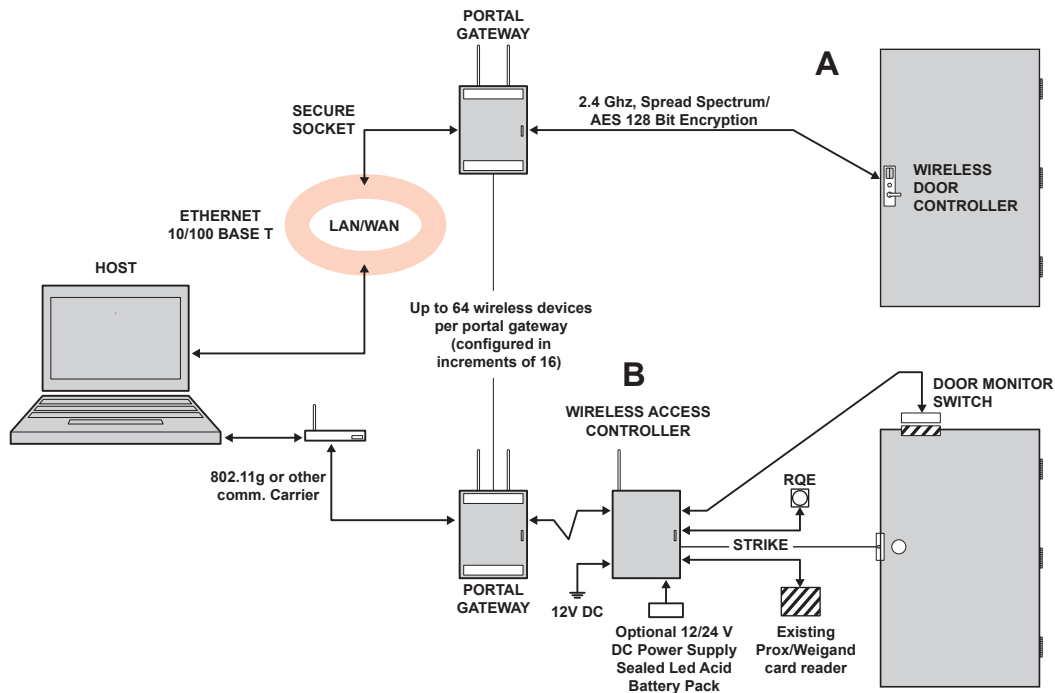 PORTAL
GATEWAY
A
2.4 Ghz, Spread Spectrum/
AES 128 Bit Encryption
SECURE
SOCKET
WIRELESS
DOOR
CONTROLLER
ETHERNET
10/100 BASE T
LAN/WAN
HOST
Up to 64 wireless devices
per portal gateway
(configured in
increments of 16)
B
DOOR MONITOR
SWITCH
WIRELESS ACCESS
CONTROLLER
802.11g or other
comm. Carrier
RQE
STRIKE
PORTAL
GATEWAY
12V DC
Optional 12/24 V
DC Power Supply
Sealed Led Acid
Battery Pack
Existing
Prox/Weigand
card reader